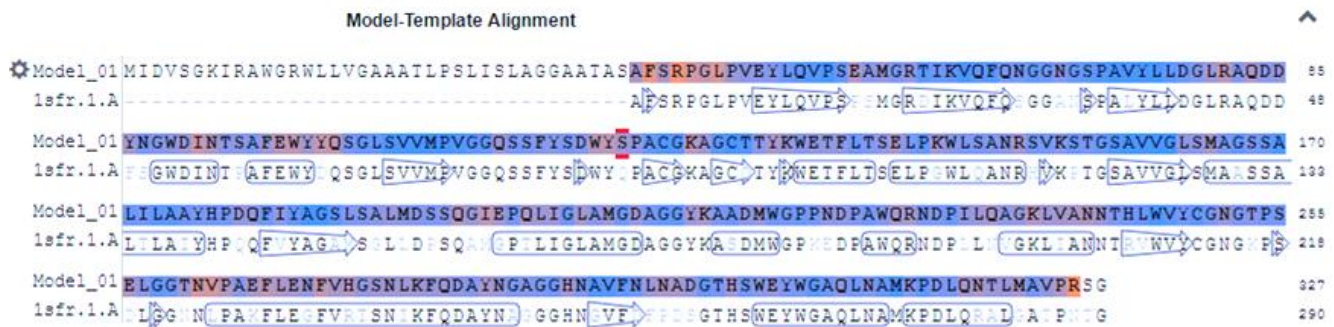 Model-Template Alignment
Model_01 MIDVSGKIRAWGRWLLVGAAATLPSLISLAGGAATASAFSRPGLPVEYLQVPSEAMGRTIKVQFQNGGNGSPAVYLLDGLRAQDD 85
1sfr.1.A -------------------------------------AFSRPGLPVEYLQVPSPSMGRDIKVQFQSGGANSPALYLLDGLRAQDD 48
Model_01 YNGWDINTSAFEWYYQSGLSVVMPVGGQSSFYSDWYSPACGKAGCTTYKWETFLTSELPKWLSANRSVKSTGSAVVGLSMAGSSA 170
1sfr.1.A FSGWDINTPAFEWYDQSGLSVVMPVGGQSSFYSDWYQPACGKAGCQTYKWETFLTSELPGWLQANRHVKPTGSAVVGLSMAASSA 133
Model_01 LILAAYHPDQFIYAGSLSALMDSSQGIEPQLIGLAMGDAGGYKAADMWGPPNDPAWQRNDPILQAGKLVANNTHLWVYCGNGTPS 255
1sfr.1.A LTLAIYHPQQFVYAGAMSGLLDPSQAMGPTLIGLAMGDAGGYKASDMWGPKEDPAWQRNDPLLNVGKLIANNTRVWVYCGNGKPS 218
Model_01 ELGGTNVPAEFLENFVHGSNLKFQDAYNGAGGHNAVFNLNADGTHSWEYWGAQLNAMKPDLQNTLMAVPRSG 327
1sfr.1.A DLGGNNLPAKFLEGFVRTSNIKFQDAYNAGGGHNGVFDFPDSGTHSWEYWGAQLNAMKPDLQRALGATPNTG 290